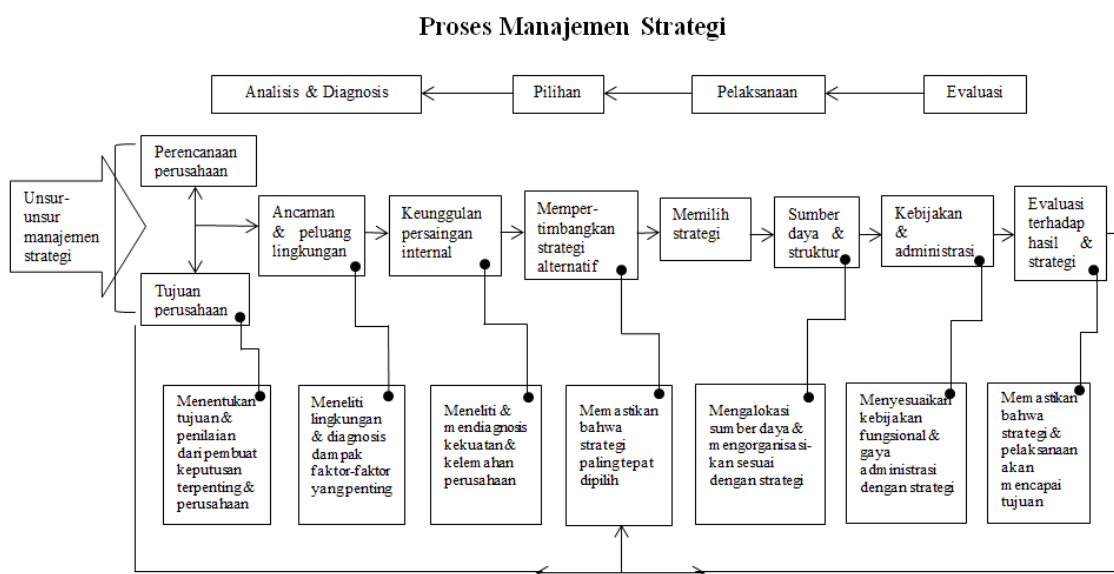 Proses Manajemen Strategi
Analisis & Diagnosis
Pilihan
Pelaksanaan
Evaluasi
Unsur-
unsur
manajemen
strategi
Perencanaan
perusahaan
Tujuan
perusahaan
Ancaman
& peluang
lingkungan
Keunggulan
persaingan
internal
Memper-
timbangkan
strategi
alternatif
Memilih
strategi
Sumber
daya &
struktur
Kebijakan
&
administrasi
Evaluasi
terhadap
hasil &
strategi
Menentukan
tujuan &
penilaian
dari pembuat
keputusan
terpenting &
perusahaan
Meneliti
lingkungan
& diagnosis
dampak
faktor-faktor
yang penting
Meneliti &
mendiagnosis
kekuatan &
kelemahan
perusahaan
Memastikan
bahwa
strategi
paling tepat
dipilih
Mengalokasi
sumber daya &
mengorganisasi-
kan sesuai
dengan strategi
Menyesuaikan
kebijakan
fungsional &
gaya
administrasi
dengan strategi
Memastikan
bahwa
strategi &
pelaksanaan
akan
mencapai
tujuan